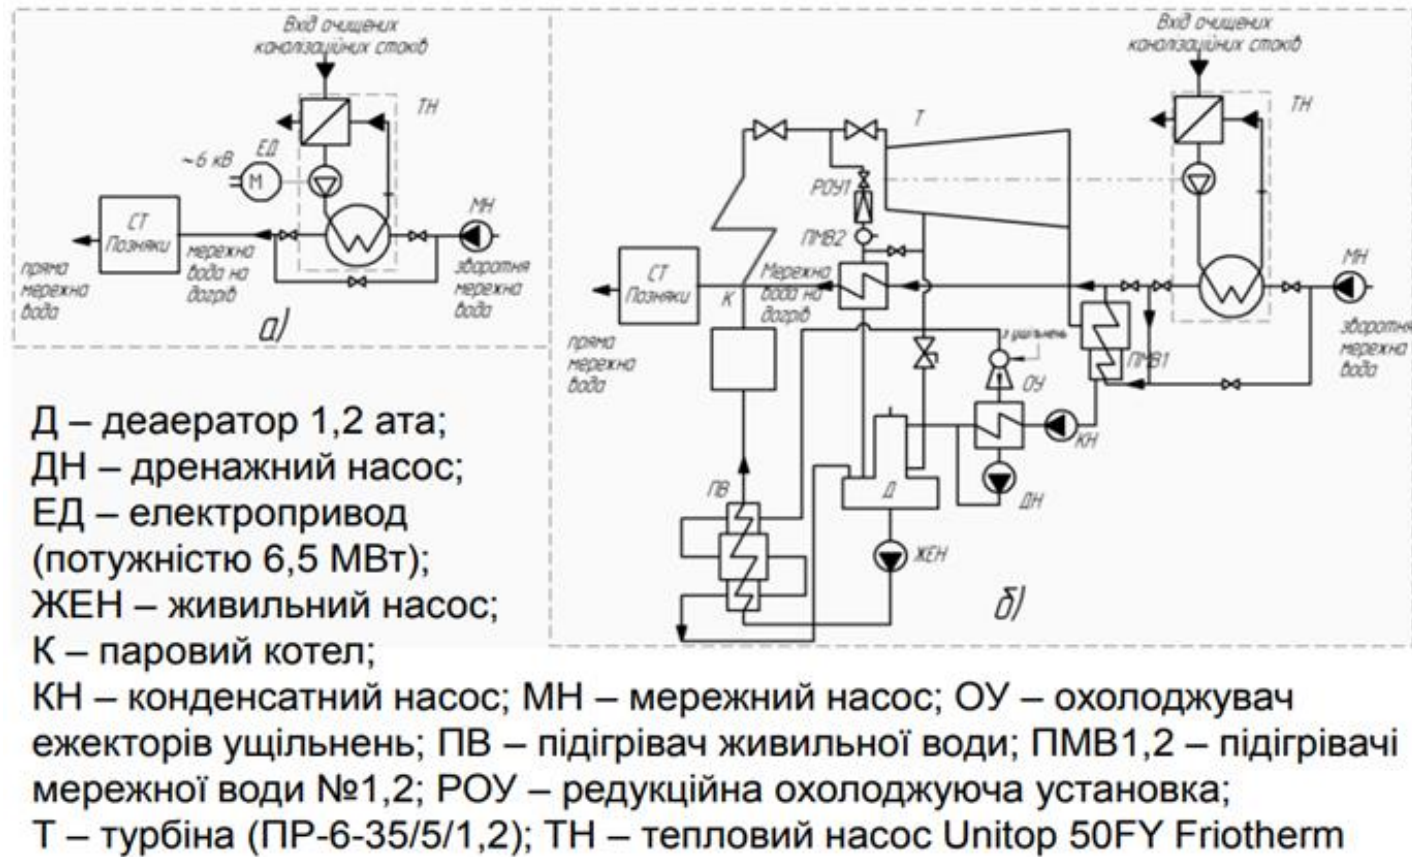 Вхід очищених
каналізаційних стоків
ТН
ЕД
~6 кВ
М
МН
СТ
Позняки
пряма
мережна
вода
мережна
вода на
догрів
зворотня
мережна
вода
а)
Вхід очищених
каналізаційних стоків
ТН
Т
РОУ1
ПМВ2
СТ
Позняки
К
Мережна
вода на
догрів
МН
пряма
мережна
вода
з ущільнень
ОУ
ПМВ1
зворотня
мережна
вода
КН
ПВ
Д
ДН
ЖЕН
б)
Д – деаератор 1,2 ата;
ДН – дренажний насос;
ЕД – електропривод
(потужністю 6,5 МВт);
ЖЕН – живильний насос;
К – паровий котел;
КН – конденсатний насос; МН – мережний насос; ОУ – охолоджувач
ежекторів ущільнень; ПВ – підігрівач живильної води; ПМВ1,2 – підігрівачі
мережної води №1,2; РОУ – редукційна охолоджуюча установка;
Т – турбіна (ПР-6-35/5/1,2); ТН – тепловий насос Unitop 50FY Friotherm